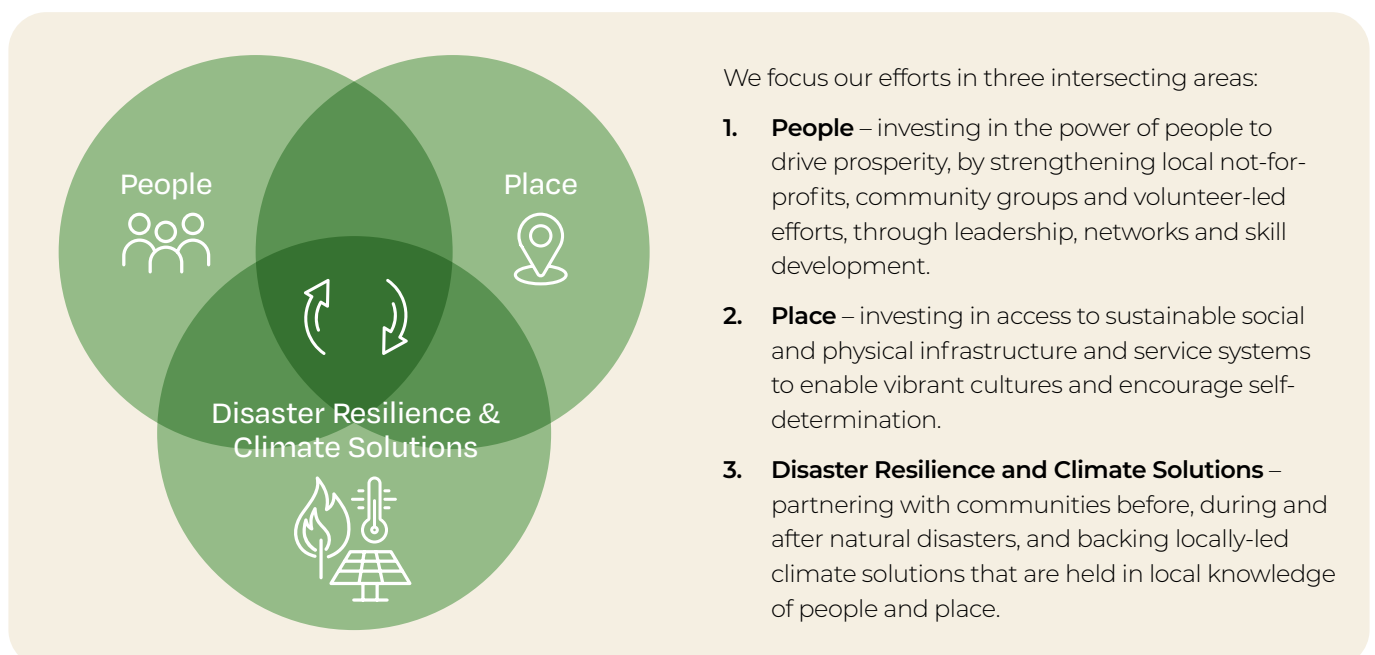 People
Place
Disaster Resilience &
Climate Solutions
We focus our efforts in three intersecting areas:
1. People – investing in the power of people to
drive prosperity, by strengthening local not-for-
profits, community groups and volunteer-led
efforts, through leadership, networks and skill
development.
2. Place – investing in access to sustainable social
and physical infrastructure and service systems
to enable vibrant cultures and encourage self-
determination.
3. Disaster Resilience and Climate Solutions –
partnering with communities before, during and
after natural disasters, and backing locally-led
climate solutions that are held in local knowledge
of people and place.